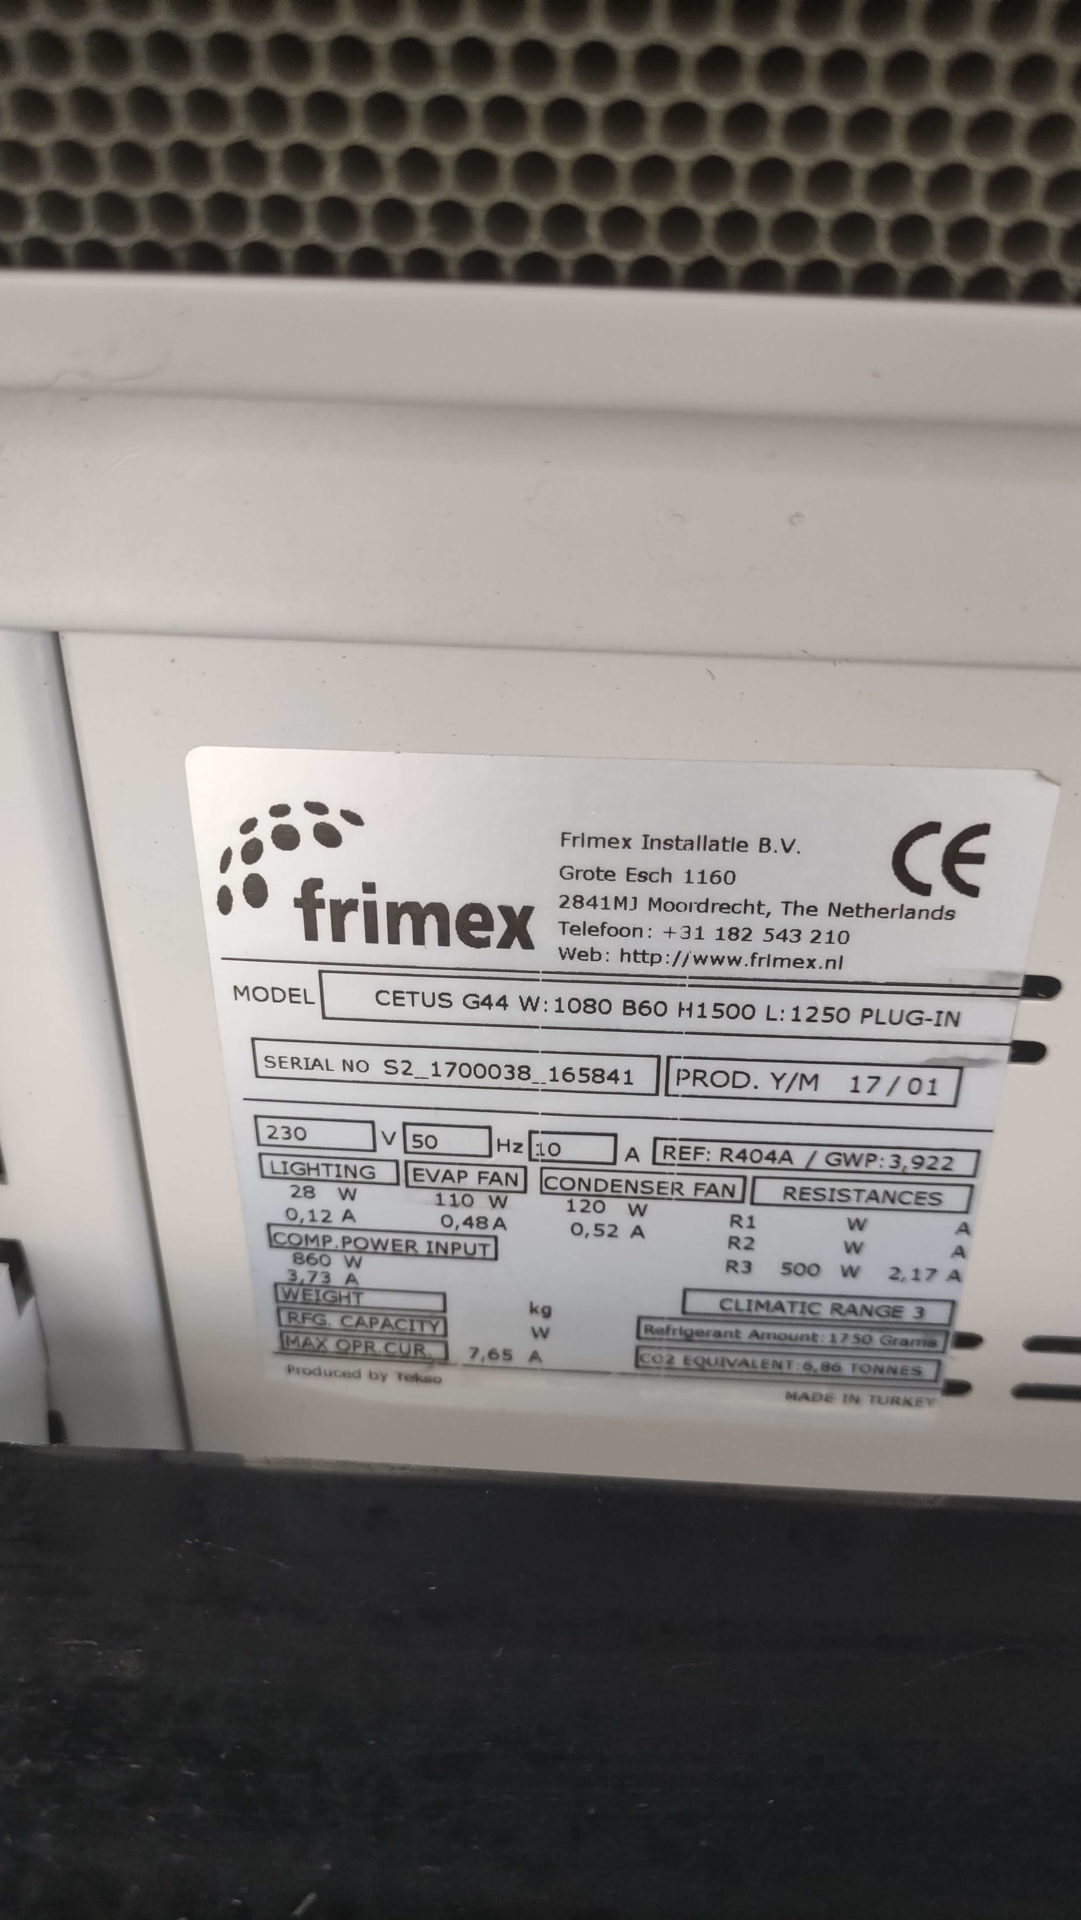 frimex
Frimex Installatie B.V.
Grote Esch 1160
2841MJ Moordrecht, The Netherlands
Telefoon: +31 182 543 210
Web: http://www.frimex.nl
CE
MODEL CETUS G44 W:1080 B60 H1500 L:1250 PLUG-IN
SERIAL NO S2_1700038_165841 PROD. Y/M 17/01
230 V 50 Hz 10 A REF: R404A / GWP:3,922
LIGHTING EVAP FAN CONDENSER FAN RESISTANCES
28 W 110 W 120 W R1 W A
0,12 A 0,48A 0,52 A R2 W A
COMP.POWER INPUT R3 500 W 2,17 A
860 W
3,73 A
WEIGHT kg CLIMATIC RANGE 3
RFG. CAPACITY W Refrigerant Amount:1750 Grams
MAX OPR.CUR. 7,65 A CO2 EQUIVALENT:6,86 TONNES
Produced by Tekso
MADE IN TURKEY